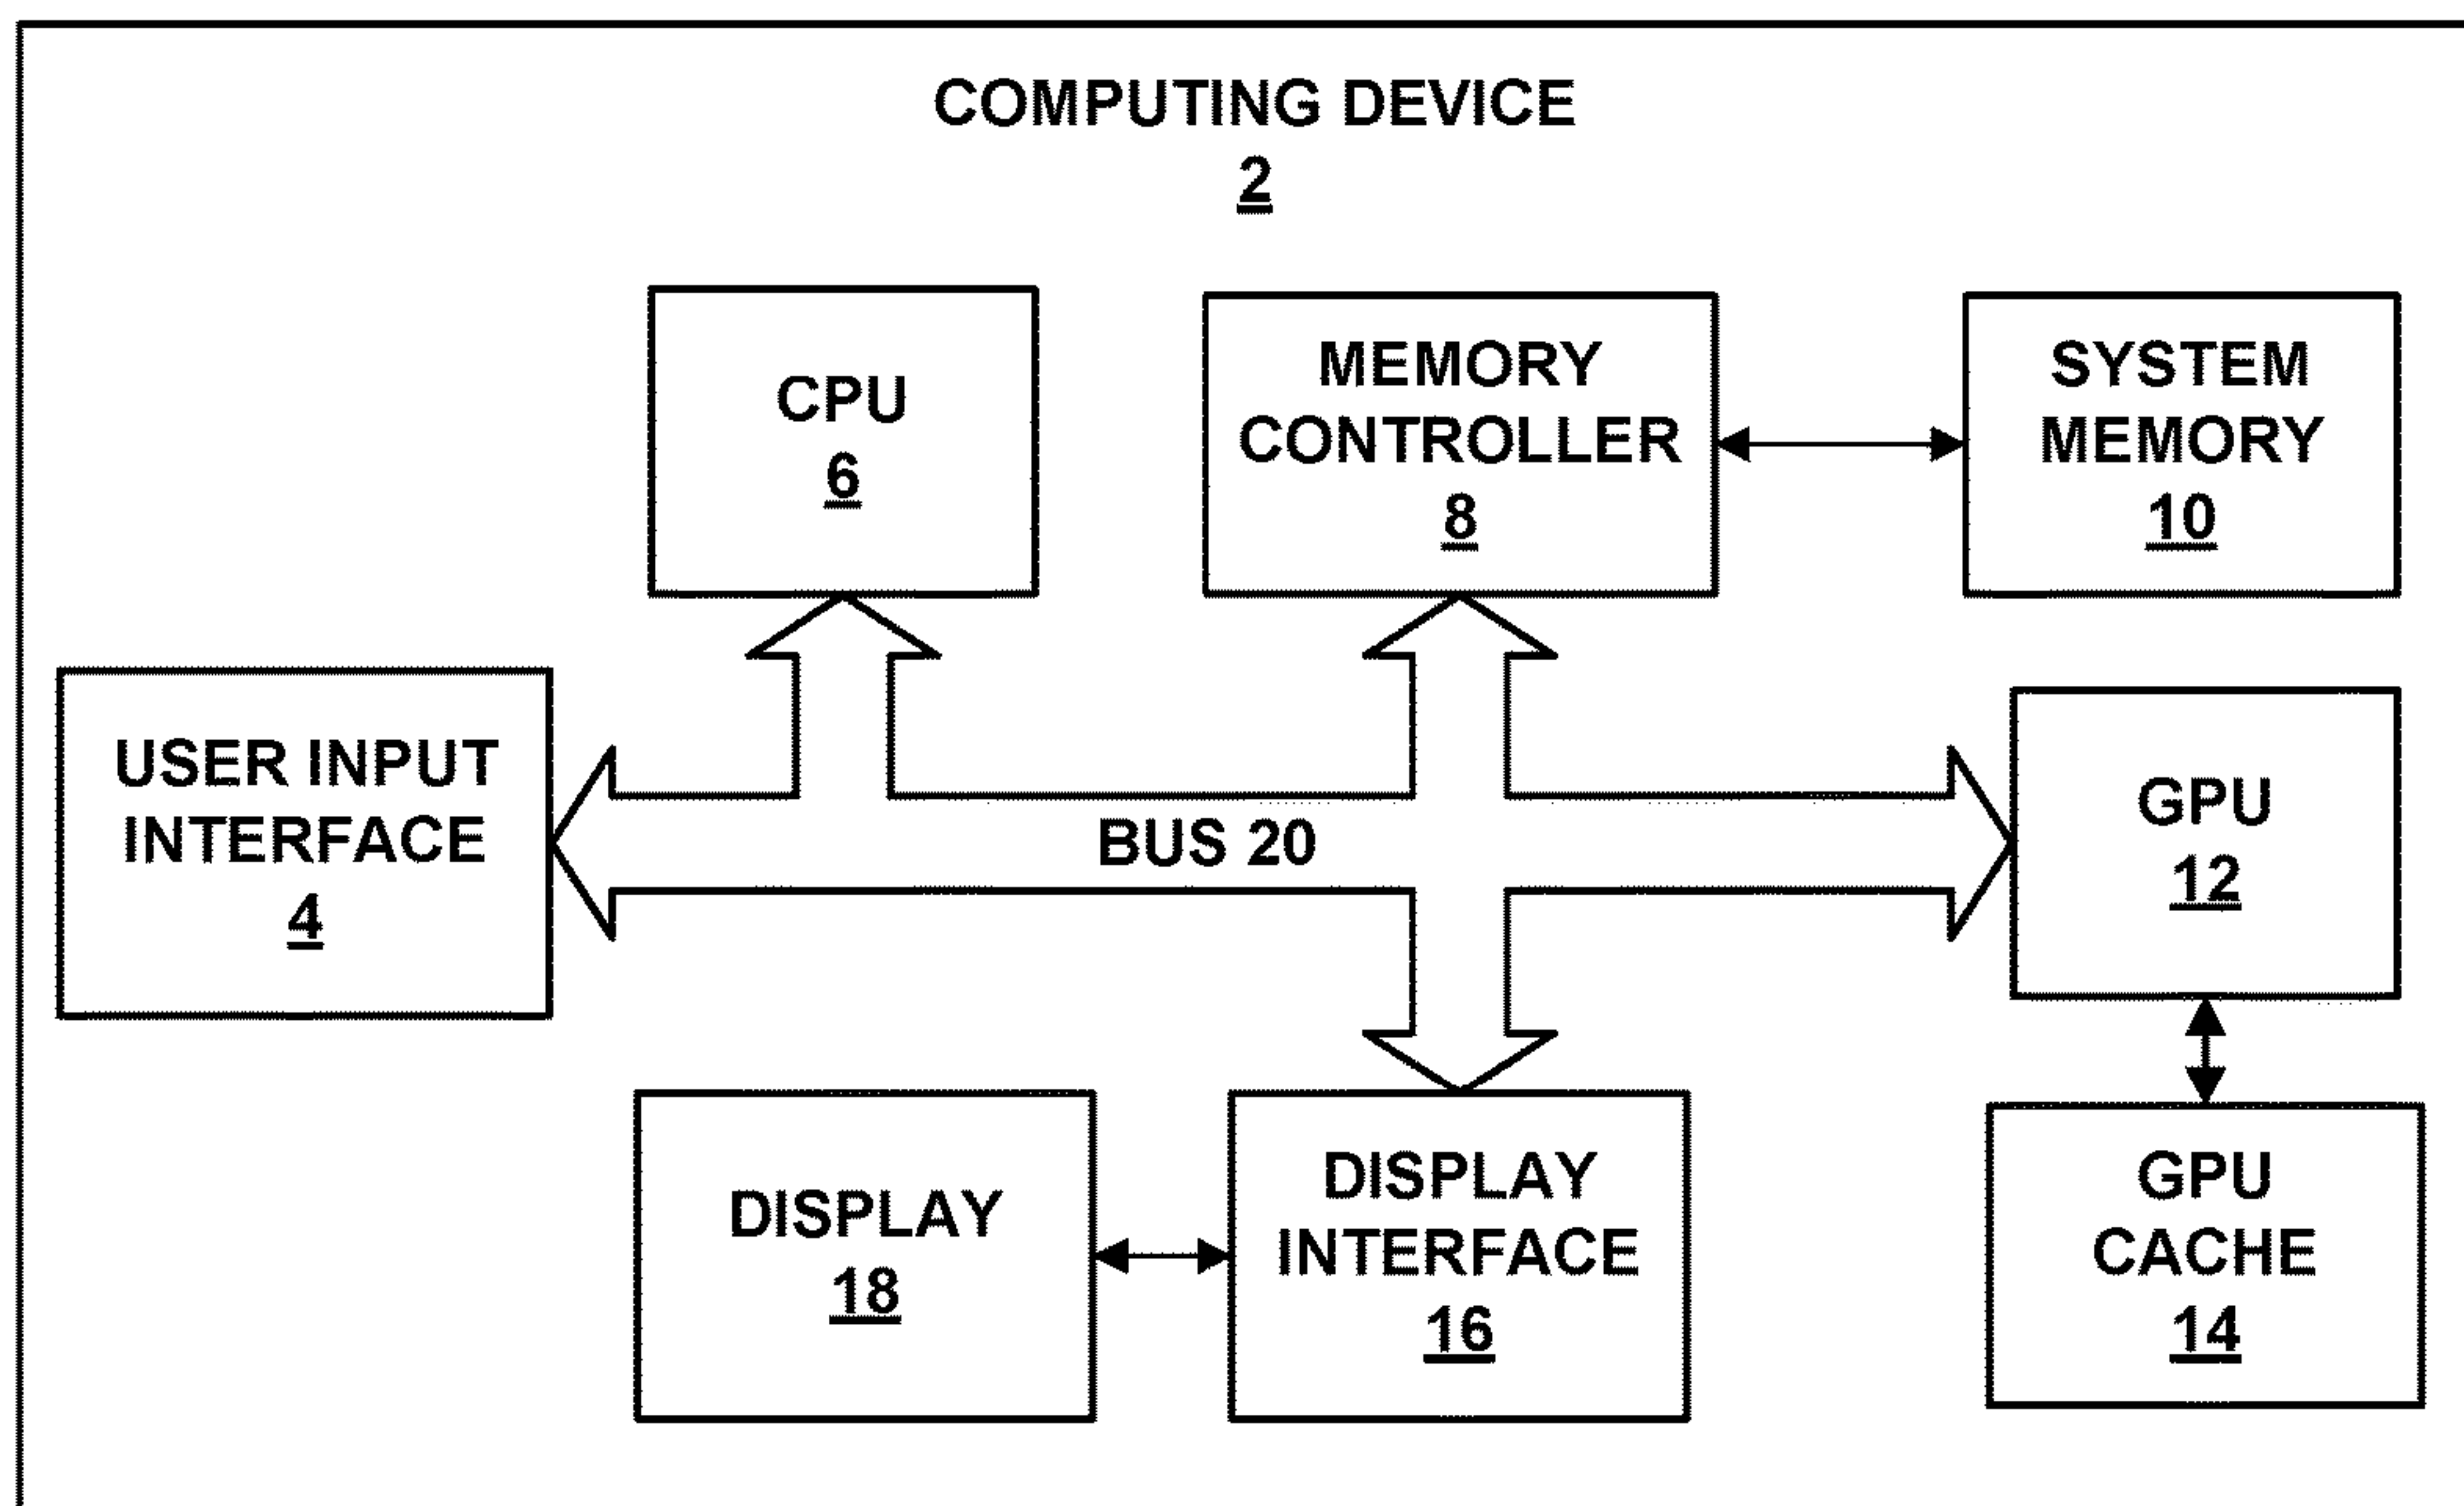 COMPUTING DEVICE
2
CPU
6
MEMORY
CONTROLLER
8
SYSTEM
MEMORY
10
USER INPUT
INTERFACE
4
BUS 20
GPU
12
DISPLAY
18
DISPLAY
INTERFACE
16
GPU
CACHE
14